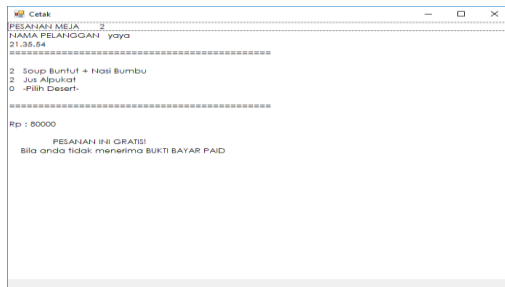 Cetak
PESANAN MEJA 2
NAMA PELANGGAN yaya
21.35.54
=============================================
2 Soup Buntut + Nasi Bumbu
2 Jus Alpukat
0 -Pilih Desert-
=============================================
Rp : 80000
PESANAN INI GRATIS!
Bila anda tidak menerima BUKTI BAYAR PAID